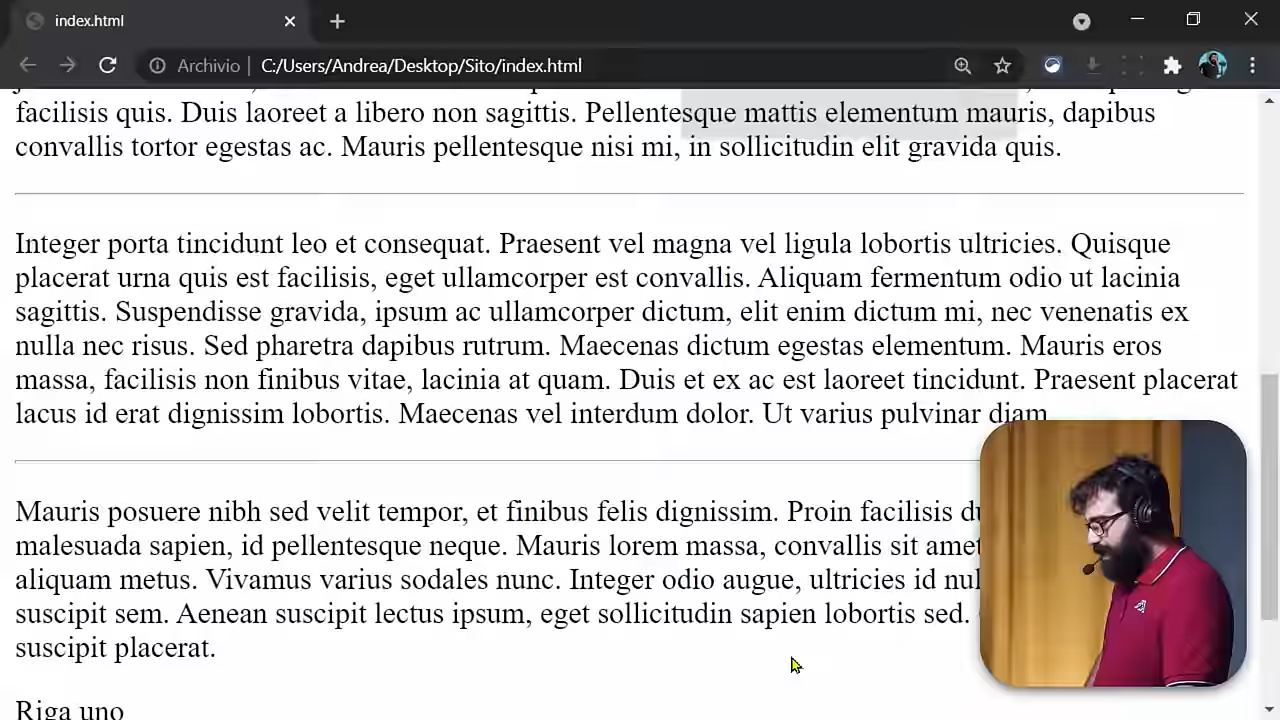 index.html
Archivio
C:/Users/Andrea/Desktop/Sito/index.html
facilisis quis. Duis laoreet a libero non sagittis. Pellentesque mattis elementum mauris, dapibus
convallis tortor egestas ac. Mauris pellentesque nisi mi, in sollicitudin elit gravida quis.
Integer porta tincidunt leo et consequat. Praesent vel magna vel ligula lobortis ultricies. Quisque
placerat urna quis est facilisis, eget ullamcorper est convallis. Aliquam fermentum odio ut lacinia
sagittis. Suspendisse gravida, ipsum ac ullamcorper dictum, elit enim dictum mi, nec venenatis ex
nulla nec risus. Sed pharetra dapibus rutrum. Maecenas dictum egestas elementum. Mauris eros
massa, facilisis non finibus vitae, lacinia at quam. Duis et ex ac est laoreet tincidunt. Praesent placerat
lacus id erat dignissim lobortis. Maecenas vel interdum dolor. Ut varius pulvinar diam
Mauris posuere nibh sed velit tempor, et finibus felis dignissim. Proin facilisis
malesuada sapien, id pellentesque neque. Mauris lorem massa, convallis sit amet
aliquam metus. Vivamus varius sodales nunc. Integer odio augue, ultricies id
suscipit sem. Aenean suscipit lectus ipsum, eget sollicitudin sapien lobortis sed.
suscipit placerat.
Riga uno